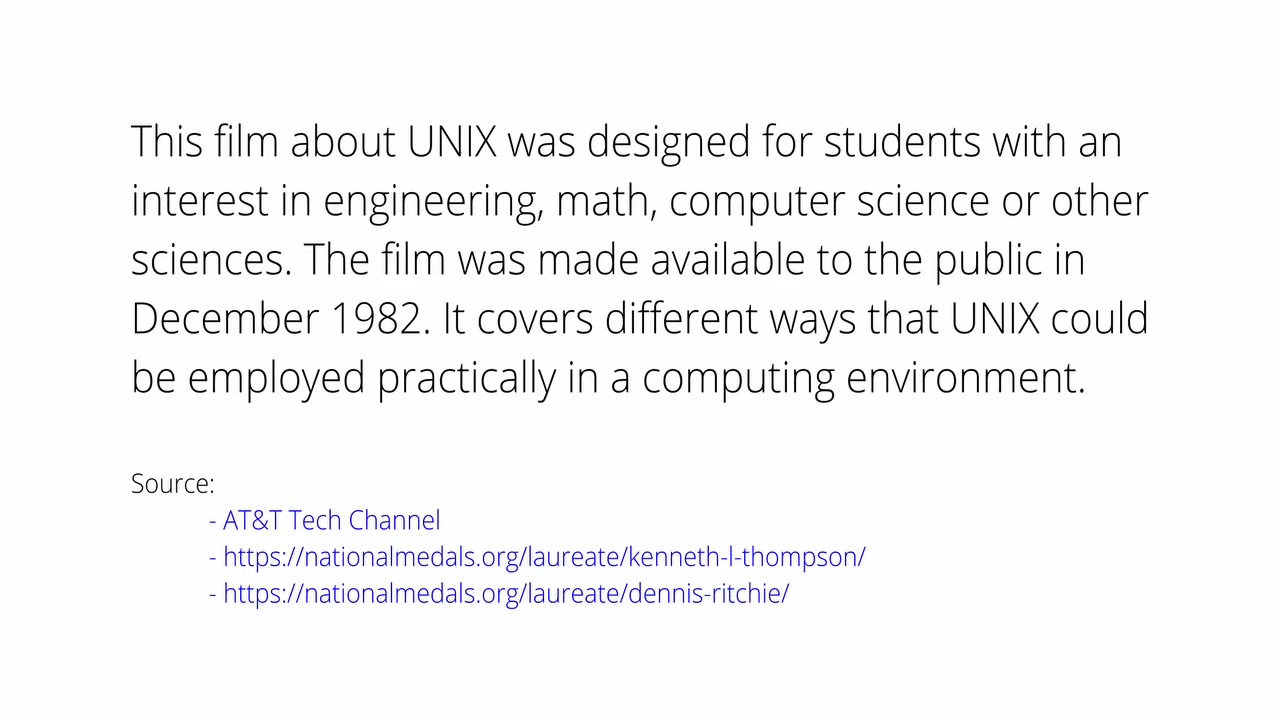 This film about UNIX was designed for students with an
interest in engineering, math, computer science or other
sciences. The film was made available to the public in
December 1982. It covers different ways that UNIX could
be employed practically in a computing environment.
Source:
- AT&T Tech Channel
- https://nationalmedals.org/laureate/kenneth-l-thompson/
- https://nationalmedals.org/laureate/dennis-ritchie/